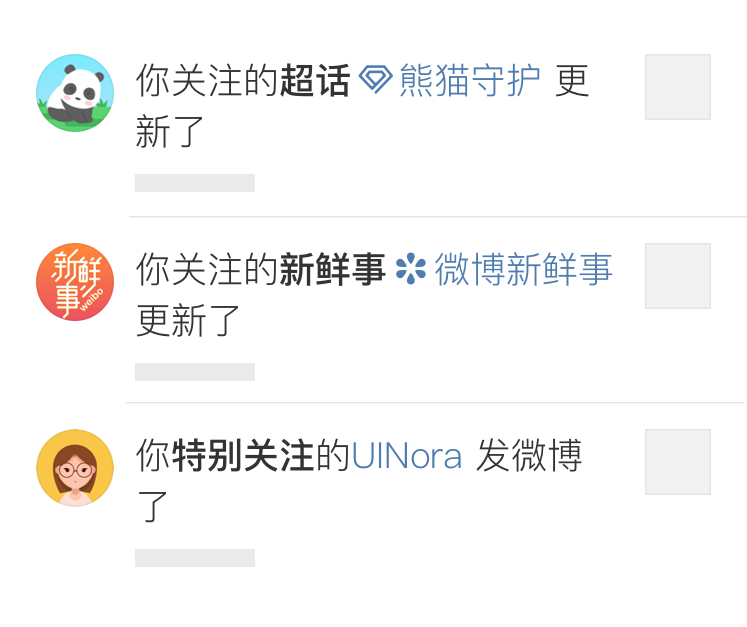 你关注的超话 熊猫守护 更
新了
新鲜事
weibo
你关注的新鲜事 微博新鲜事
更新了
你特别关注的UINora 发微博
了